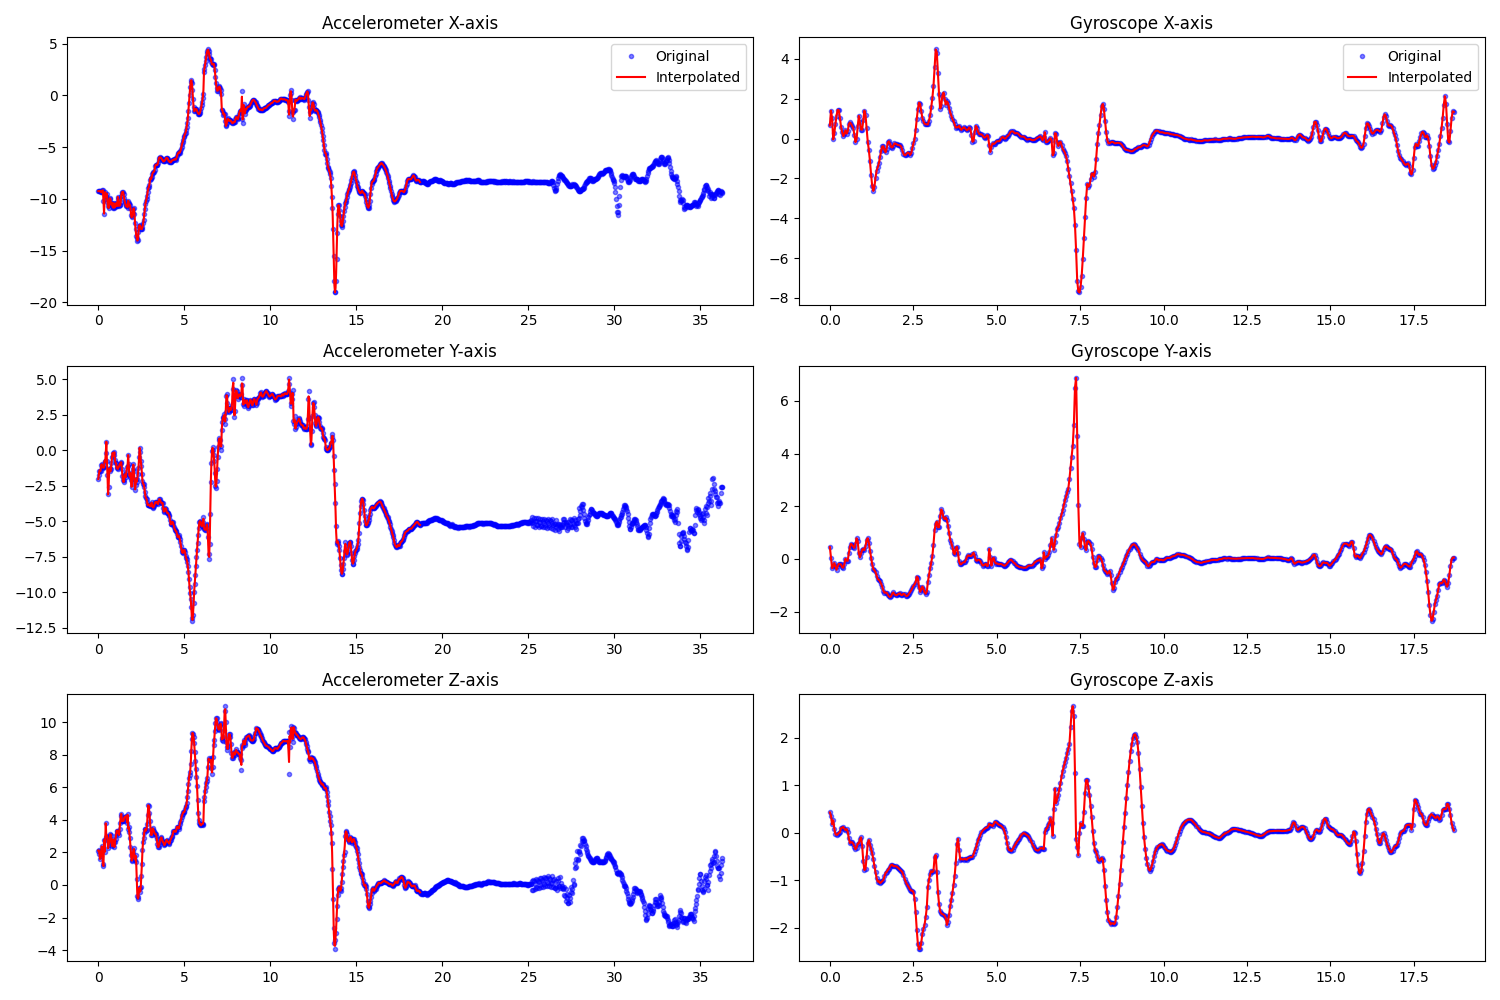 Accelerometer X-axis
Original
Interpolated
5
0
−5
−10
−15
−20
0 5 10 15 20 25 30 35
Gyroscope X-axis
Original
Interpolated
4
2
0
−2
−4
−6
−8
0.0 2.5 5.0 7.5 10.0 12.5 15.0 17.5
Accelerometer Y-axis
5.0
2.5
0.0
−2.5
−5.0
−7.5
−10.0
−12.5
0 5 10 15 20 25 30 35
Gyroscope Y-axis
6
4
2
0
−2
0.0 2.5 5.0 7.5 10.0 12.5 15.0 17.5
Accelerometer Z-axis
10
8
6
4
2
0
−2
−4
0 5 10 15 20 25 30 35
Gyroscope Z-axis
2
1
0
−1
−2
0.0 2.5 5.0 7.5 10.0 12.5 15.0 17.5